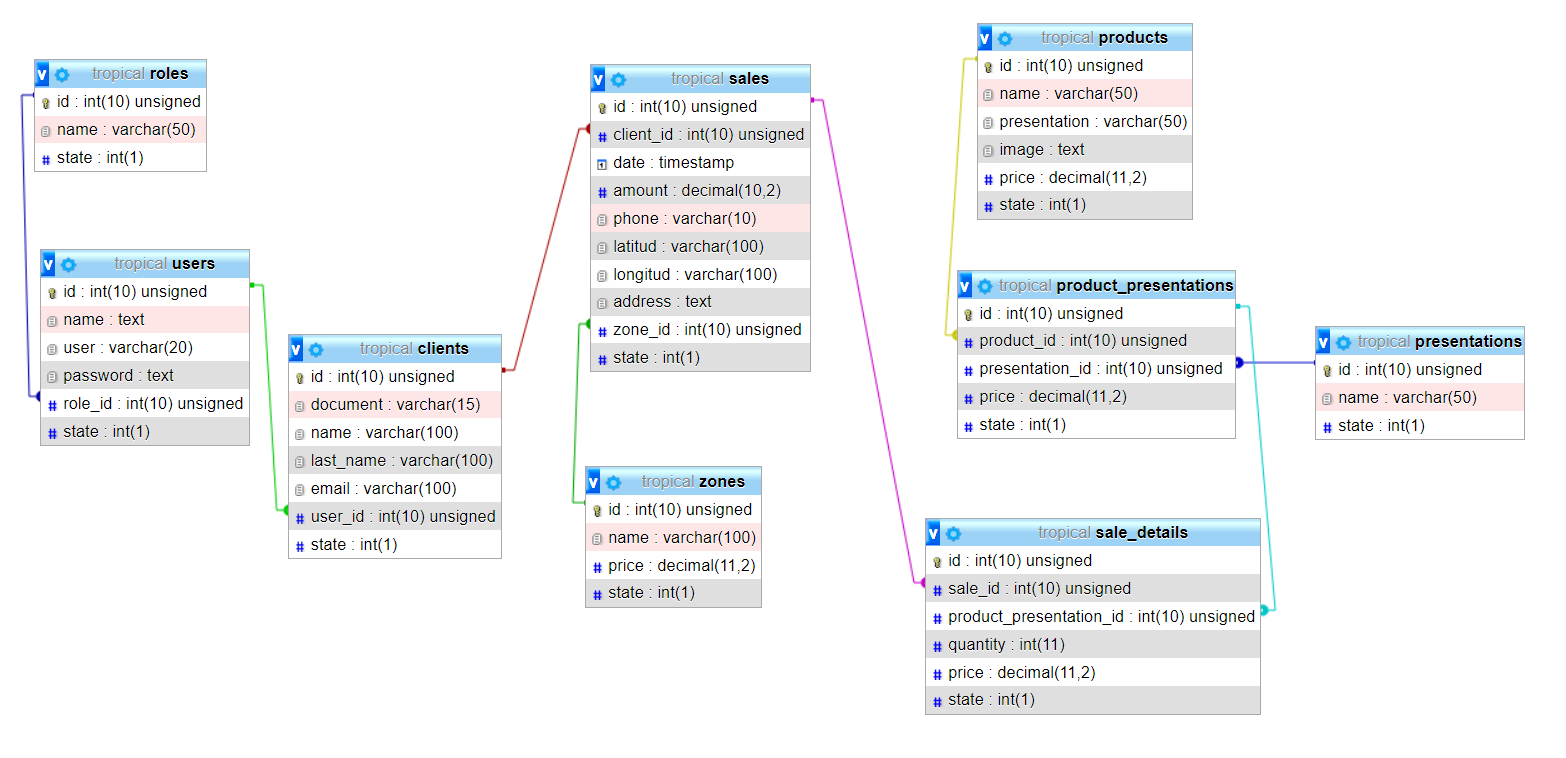 tropical roles
id : int(10) unsigned
name : varchar(50)
state : int(1)
tropical users
id : int(10) unsigned
name : text
user : varchar(20)
password : text
role_id : int(10) unsigned
state : int(1)
tropical clients
id : int(10) unsigned
document : varchar(15)
name : varchar(100)
last_name : varchar(100)
email : varchar(100)
user_id : int(10) unsigned
state : int(1)
tropical sales
id : int(10) unsigned
client_id : int(10) unsigned
date : timestamp
amount : decimal(10,2)
phone : varchar(10)
latitud : varchar(100)
longitud : varchar(100)
address : text
zone_id : int(10) unsigned
state : int(1)
tropical zones
id : int(10) unsigned
name : varchar(100)
price : decimal(11,2)
state : int(1)
tropical products
id : int(10) unsigned
name : varchar(50)
presentation : varchar(50)
image : text
price : decimal(11,2)
state : int(1)
tropical product_presentations
id : int(10) unsigned
product_id : int(10) unsigned
presentation_id : int(10) unsigned
price : decimal(11,2)
state : int(1)
tropical presentations
id : int(10) unsigned
name : varchar(50)
state : int(1)
tropical sale_details
id : int(10) unsigned
sale_id : int(10) unsigned
product_presentation_id : int(10) unsigned
quantity : int(11)
price : decimal(11,2)
state : int(1)